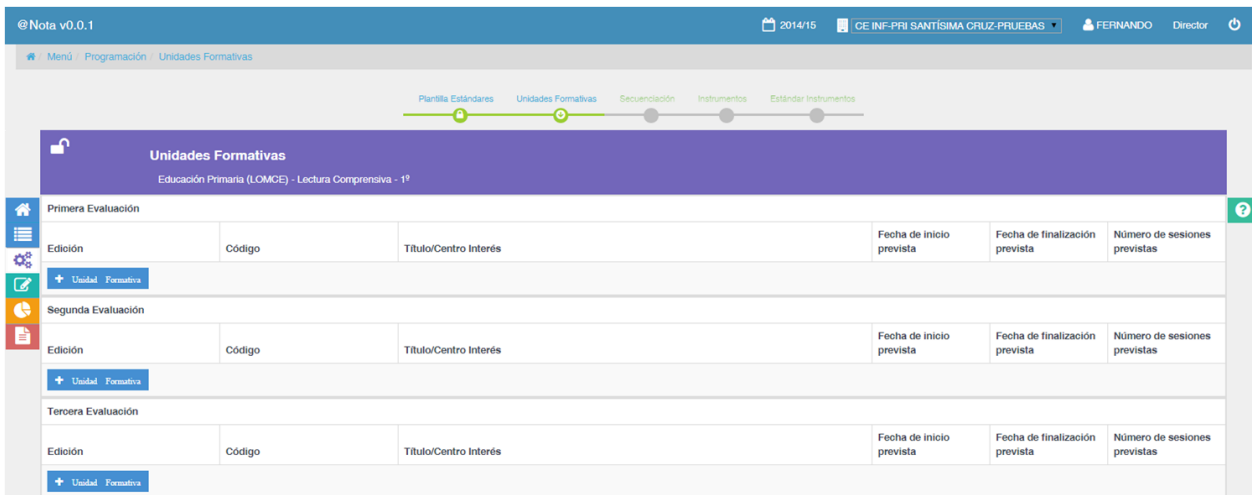 @Nota v0.0.1 2014/15 CE INF-PRI SANTÍSIMA CRUZ-PRUEBAS FERNANDO Director
/ Menú / Programación / Unidades Formativas
Plantilla Estándares Unidades Formativas Secuenciación Instrumentos Estándar Instrumentos
Unidades Formativas
Educación Primaria (LOMCE) - Lectura Comprensiva - 1º
Primera Evaluación
Edición Código Título/Centro Interés Fecha de inicio prevista Fecha de finalización prevista Número de sesiones previstas
+ Unidad Formativa
Segunda Evaluación
Edición Código Título/Centro Interés Fecha de inicio prevista Fecha de finalización prevista Número de sesiones previstas
+ Unidad Formativa
Tercera Evaluación
Edición Código Título/Centro Interés Fecha de inicio prevista Fecha de finalización prevista Número de sesiones previstas
+ Unidad Formativa